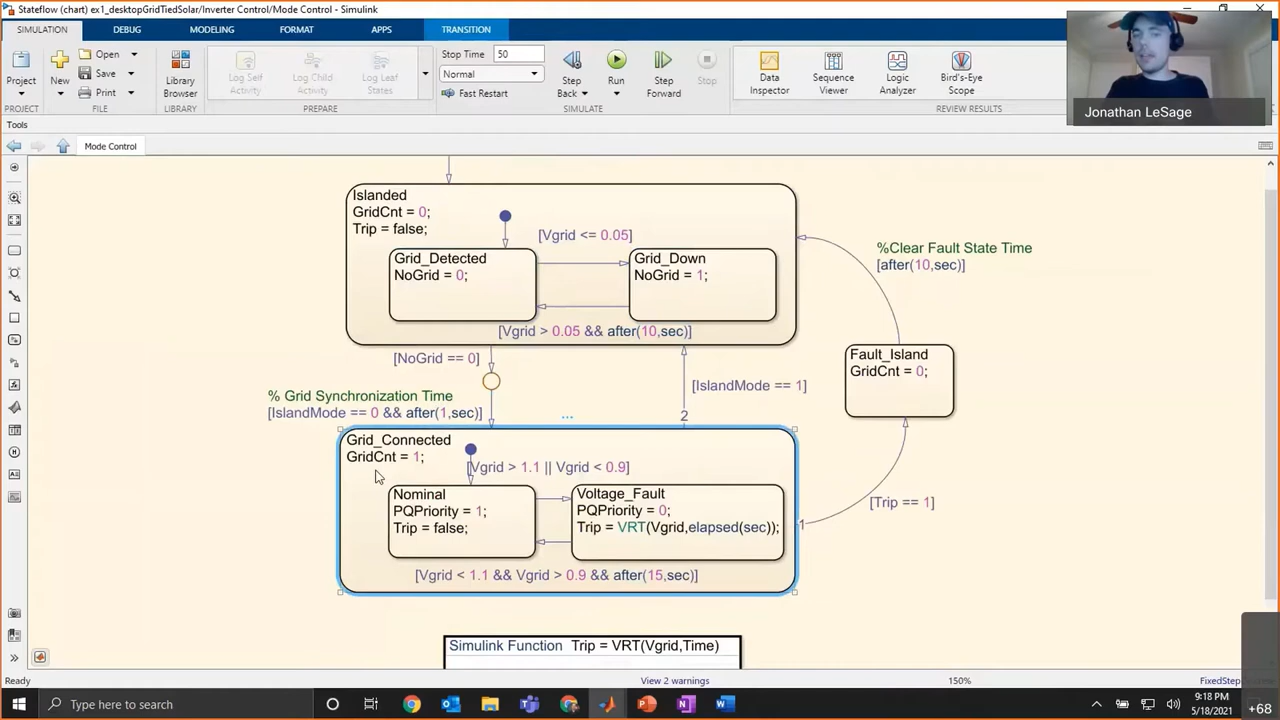 Stateflow (chart) ex1_desktopGridTiedSolar/Inverter Control/Mode Control - Simulink
SIMULATION
DEBUG
MODELING
FORMAT
APPS
TRANSITION
Project
New
Open
Save
Print
Library
Browser
Log Self
Activity
Log Child
Activity
Log Leaf
States
Stop Time 50
Normal
Fast Restart
Step
Back
Run
Step
Forward
Stop
Data
Inspector
Sequence
Viewer
Logic
Analyzer
Bird's-Eye
Scope
PROJECT
FILE
LIBRARY
PREPARE
SIMULATE
REVIEW RESULTS
Jonathan LeSage
Tools
Mode Control
Islanded
GridCnt = 0;
Trip = false;
[Vgrid <= 0.05]
Grid_Detected
NoGrid = 0;
Grid_Down
NoGrid = 1;
[Vgrid > 0.05 && after(10,sec)]
%Clear Fault State Time
[after(10,sec)]
[NoGrid == 0]
Fault_Island
GridCnt = 0;
[IslandMode == 1]
% Grid Synchronization Time
[IslandMode == 0 && after(1,sec)]
...
2
Grid_Connected
GridCnt = 1;
[Vgrid > 1.1 || Vgrid < 0.9]
Nominal
PQPriority = 1;
Trip = false;
Voltage_Fault
PQPriority = 0;
Trip = VRT(Vgrid,elapsed(sec));
1
[Trip == 1]
[Vgrid < 1.1 && Vgrid > 0.9 && after(15,sec)]
Simulink Function Trip = VRT(Vgrid,Time)
Ready
View 2 warnings
150%
Type here to search
9:18 PM
5/18/2021
+68